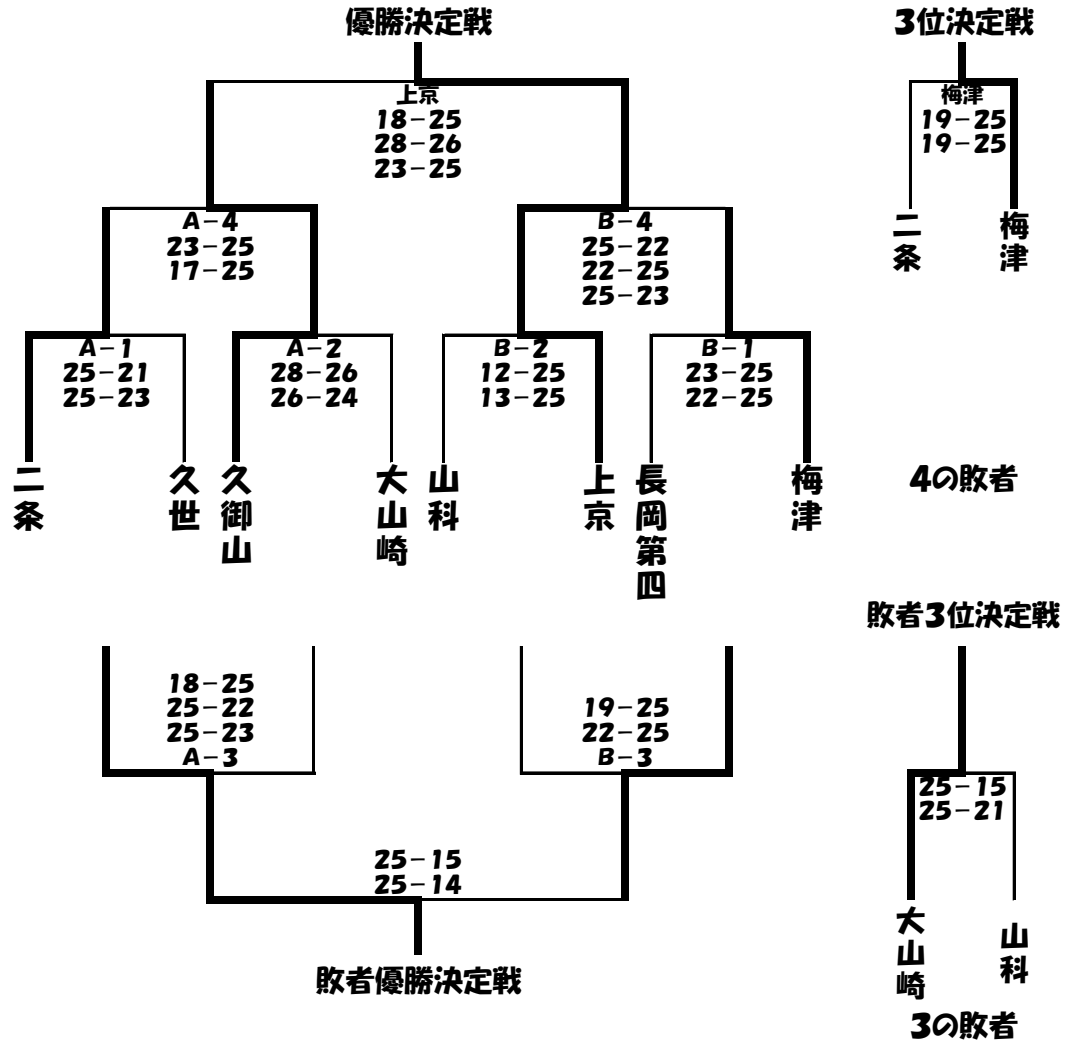 優勝決定戦
3位決定戦
上京
18-25
28-26
23-25
梅津
19-25
19-25
二条
梅津
A-4
23-25
17-25
B-4
25-22
22-25
25-23
A-1
25-21
25-23
A-2
28-26
26-24
B-2
12-25
13-25
B-1
23-25
22-25
二条
久世
久御山
大山崎
山科
上京
長岡第四
梅津
4の敗者
敗者3位決定戦
18-25
25-22
25-23
A-3
19-25
22-25
B-3
25-15
25-21
25-15
25-14
大山崎
山科
敗者優勝決定戦
3の敗者